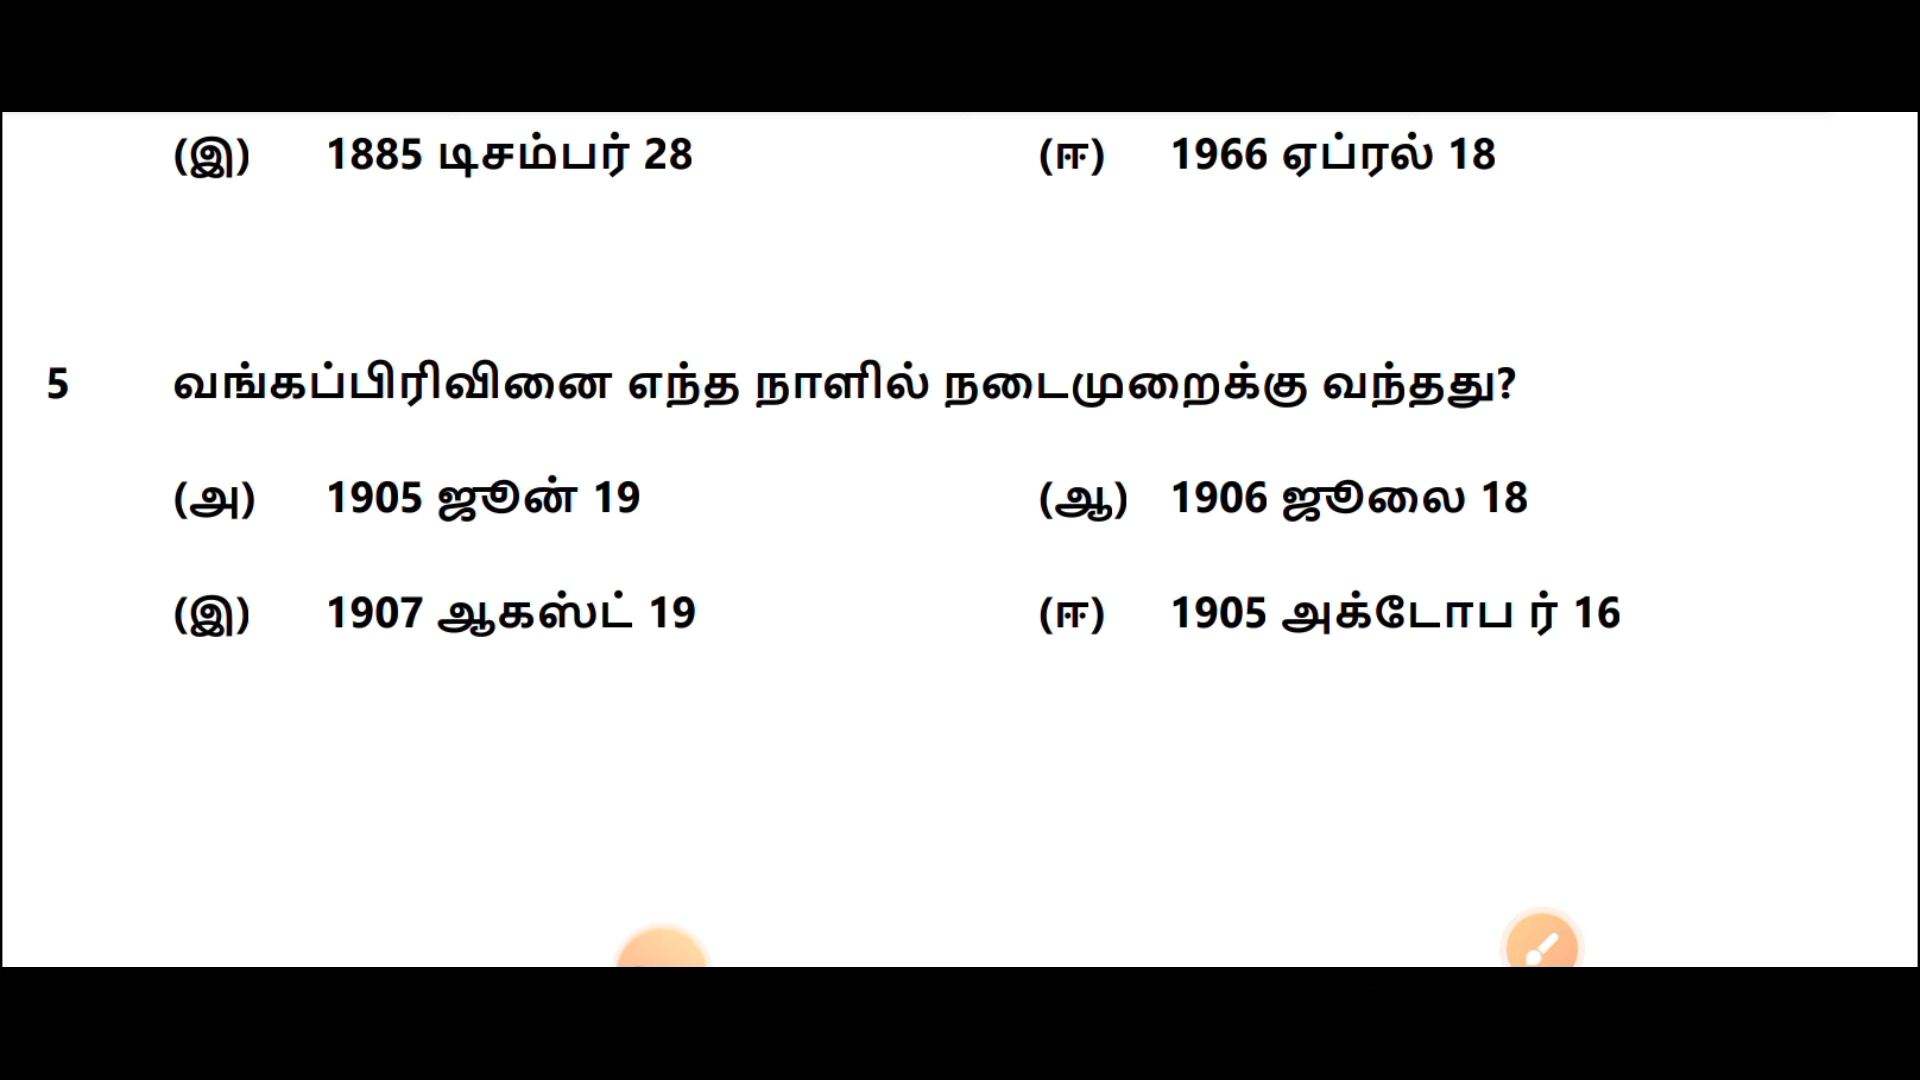 (இ) 1885 டிசம்பர் 28 (ஈ) 1966 ஏப்ரல் 18
5 வங்கப்பிரிவினை எந்த நாளில் நடைமுறைக்கு வந்தது?
(அ) 1905 ஜூன் 19 (ஆ) 1906 ஜூலை 18
(இ) 1907 ஆகஸ்ட் 19 (ஈ) 1905 அக்டோப ர் 16